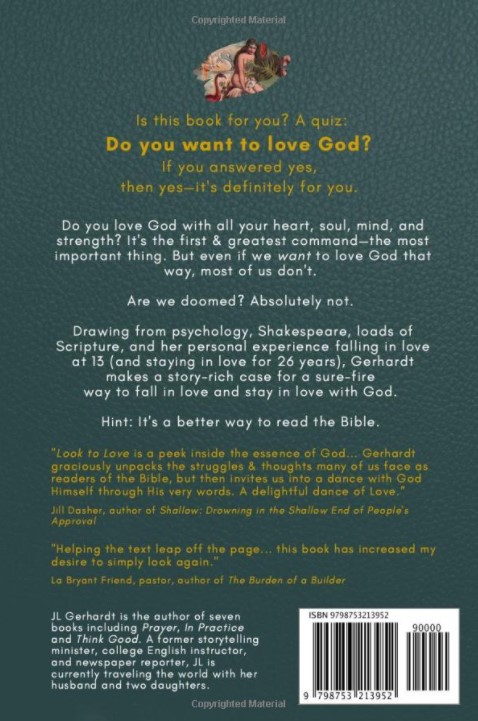 Copyrighted Material
Is this book for you? A quiz:
Do you want to love God?
If you answered yes,
then yes—it's definitely for you.
Do you love God with all your heart, soul, mind, and
strength? It's the first & greatest command—the most
important thing. But even if we want to love God that
way, most of us don't.
Are we doomed? Absolutely not.
Drawing from psychology, Shakespeare, loads of
Scripture, and her personal experience falling in love
at 13 (and staying in love for 26 years), Gerhardt
makes a story-rich case for a sure-fire
way to fall in love and stay in love with God.
Hint: It's a better way to read the Bible.
"Look to Love is a peek inside the essence of God... Gerhardt
graciously unpacks the struggles & thoughts many of us face as
readers of the Bible, but then invites us into a dance with God
Himself through His very words. A delightful dance of Love."
Jill Dasher, author of Shallow: Drowning in the Shallow End of People's
Approval
"Helping the text leap off the page... this book has increased my
desire to simply look again."
La Bryant Friend, pastor, author of The Burden of a Builder
JL Gerhardt is the author of seven
books including Prayer, In Practice
and Think Good. A former storytelling
minister, college English instructor,
and newspaper reporter, JL is
currently traveling the world with her
husband and two daughters.
ISBN 9798753213952
90000
9 798753 213952
Copyrighted Material